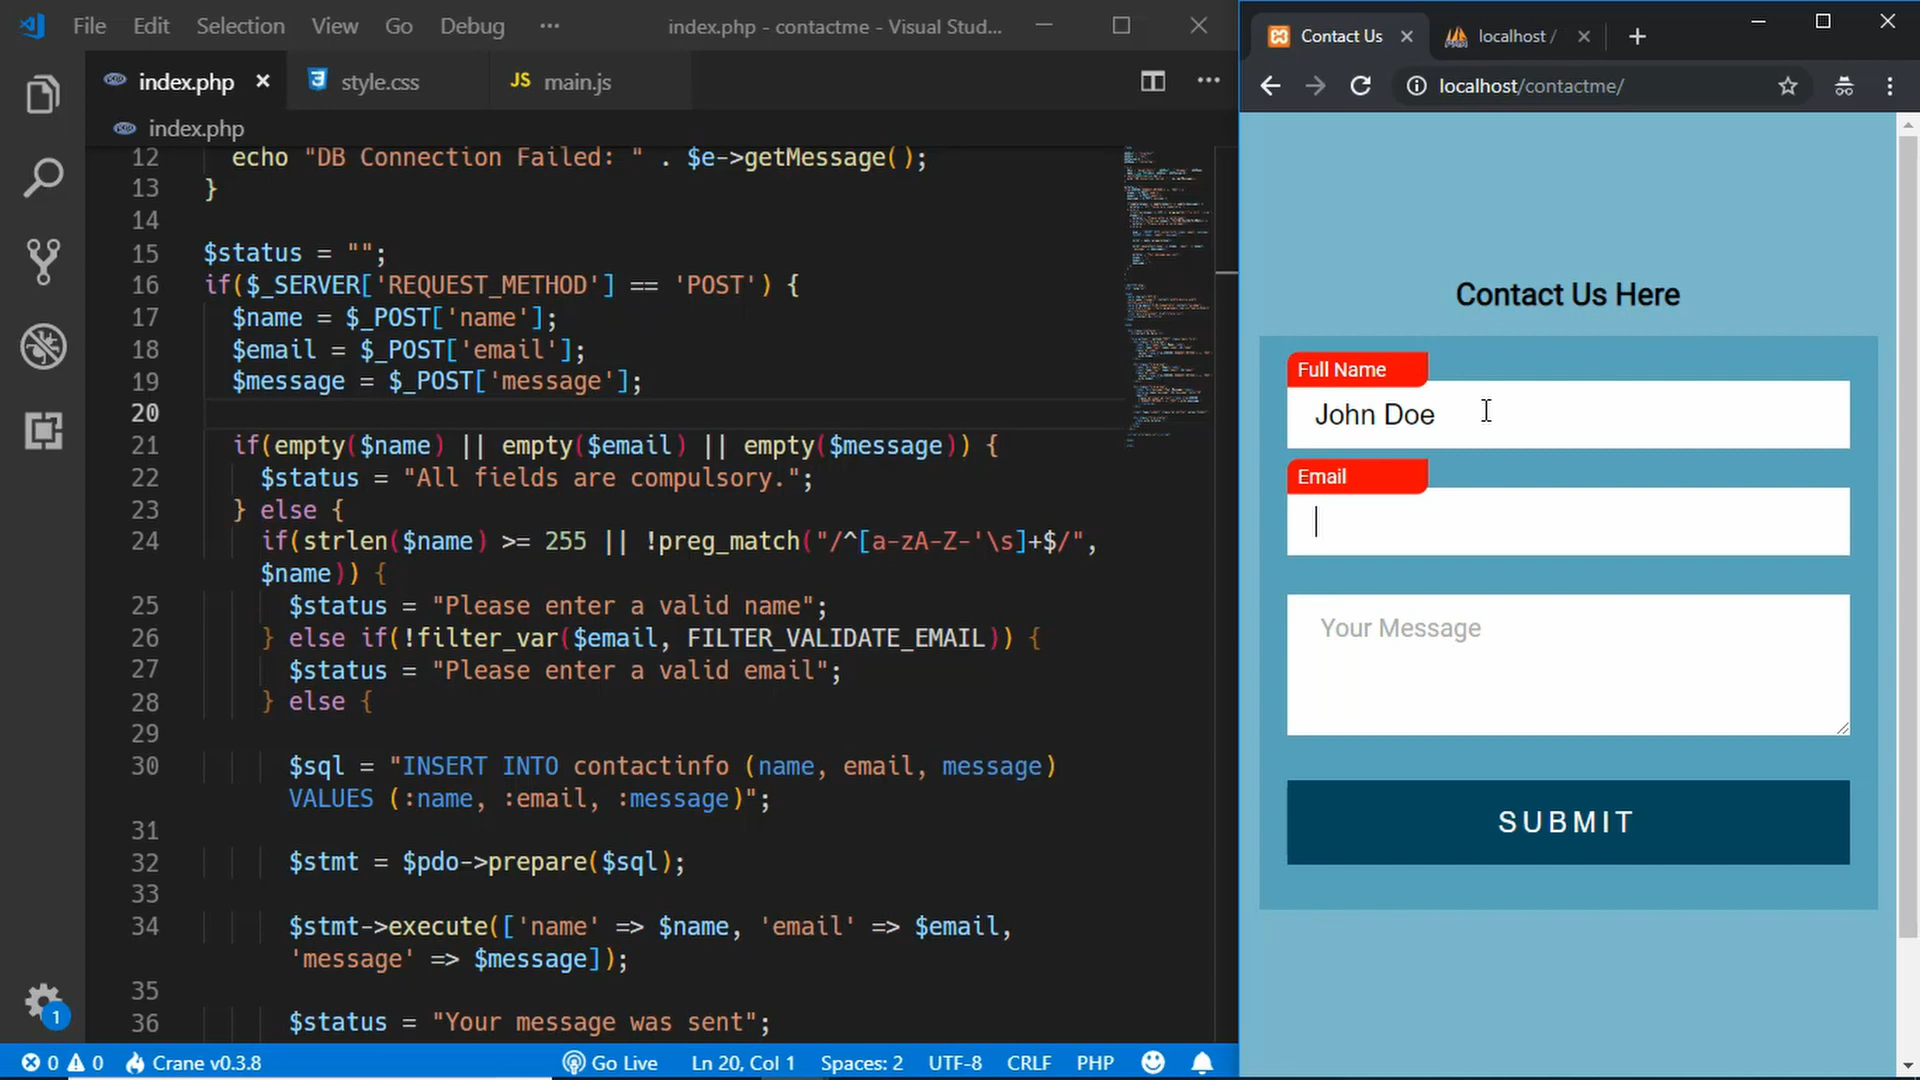 File Edit Selection View Go Debug ··· index.php - contactme - Visual Stud...
index.php style.css JS main.js
index.php
12 echo "DB Connection Failed: " . $e->getMessage();
13 }
14
15 $status = "";
16 if($_SERVER['REQUEST_METHOD'] == 'POST') {
17 $name = $_POST['name'];
18 $email = $_POST['email'];
19 $message = $_POST['message'];
20
21 if(empty($name) || empty($email) || empty($message)) {
22 $status = "All fields are compulsory.";
23 } else {
24 if(strlen($name) >= 255 || !preg_match("/^[a-zA-Z-'\s]+$/",
$name)) {
25 $status = "Please enter a valid name";
26 } else if(!filter_var($email, FILTER_VALIDATE_EMAIL)) {
27 $status = "Please enter a valid email";
28 } else {
29
30 $sql = "INSERT INTO contactinfo (name, email, message)
VALUES (:name, :email, :message)";
31
32 $stmt = $pdo->prepare($sql);
33
34 $stmt->execute(['name' => $name, 'email' => $email,
'message' => $message]);
35
36 $status = "Your message was sent";
1
0 0 Crane v0.3.8 Go Live Ln 20, Col 1 Spaces: 2 UTF-8 CRLF PHP
Contact Us localhost /
localhost/contactme/
Contact Us Here
Full Name
John Doe
Email
Your Message
SUBMIT